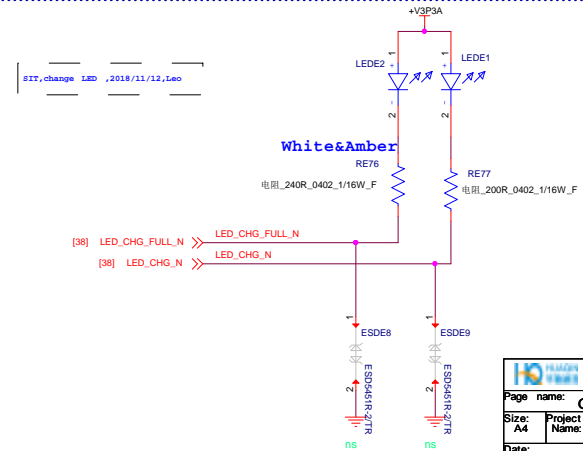 +V3P3A
SIT,change LED ,2018/11/12,Leo
LEDE2
1
+
-
2
LEDE1
1
+
-
2
White&Amber
RE76
电阻_240R_0402_1/16W_F
RE77
电阻_200R_0402_1/16W_F
[38] LED_CHG_FULL_N
LED_CHG_FULL_N
[38] LED_CHG_N
LED_CHG_N
1
ESDE8
2
ESD5451R-2/TR
ns
1
ESDE9
2
ESD5451R-2/TR
ns
HUAQIN
Page name:
Size:
A4
Project
Name:
Date: